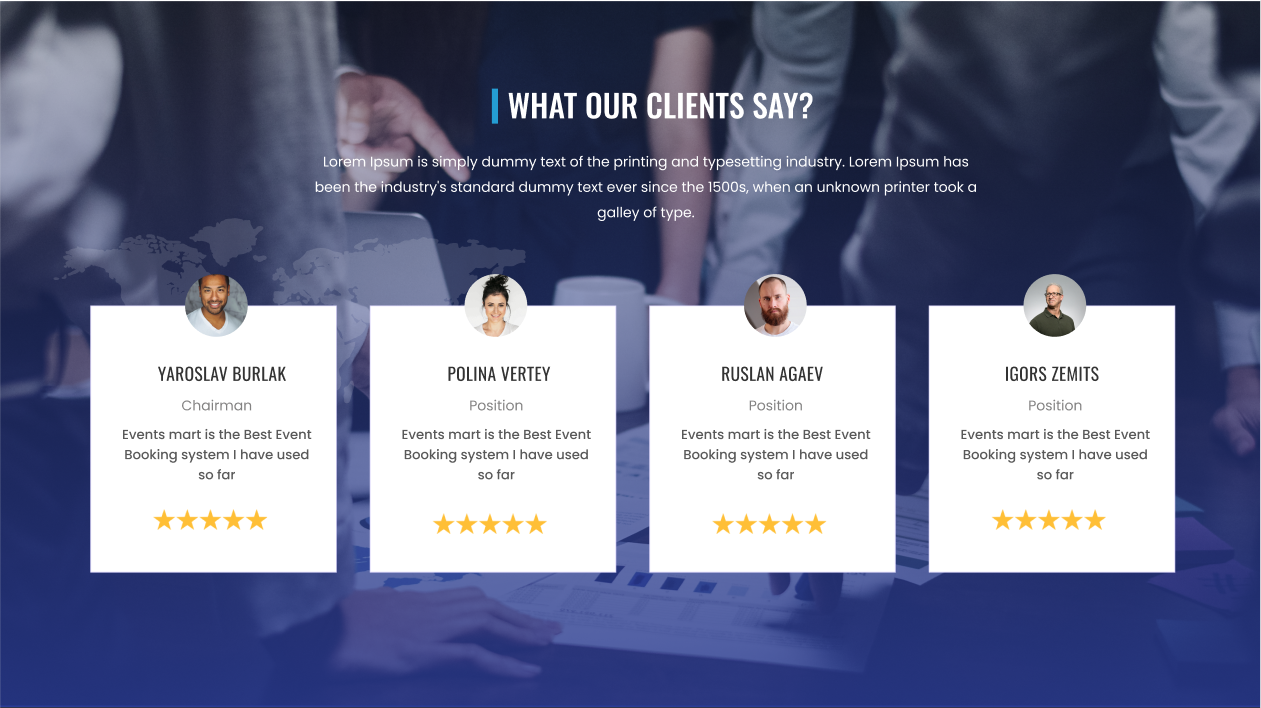 WHAT OUR CLIENTS SAY?
Lorem Ipsum is simply dummy text of the printing and typesetting industry. Lorem Ipsum has
been the industry's standard dummy text ever since the 1500s, when an unknown printer took a
galley of type.
YAROSLAV BURLAK
Chairman
Events mart is the Best Event
Booking system I have used
so far
POLINA VERTEY
Position
Events mart is the Best Event
Booking system I have used
so far
RUSLAN AGAEV
Position
Events mart is the Best Event
Booking system I have used
so far
IGORS ZEMITS
Position
Events mart is the Best Event
Booking system I have used
so far